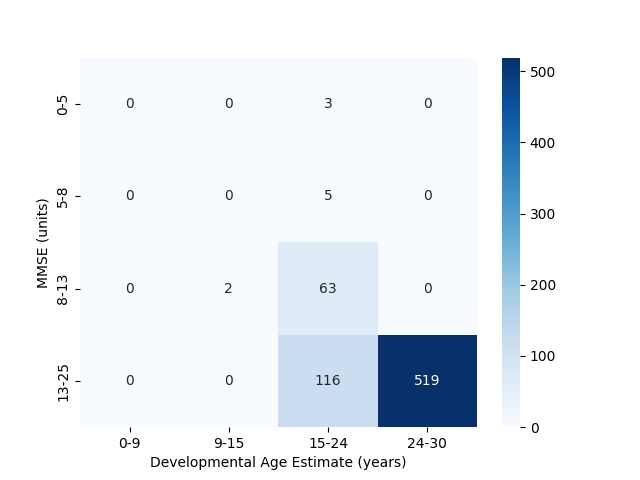 0-5 0 0 3 0
5-8 0 0 5 0
8-13 0 2 63 0
13-25 0 0 116 519
0-9 9-15 15-24 24-30
Developmental Age Estimate (years)
MMSE (units)
500
400
300
200
100
0